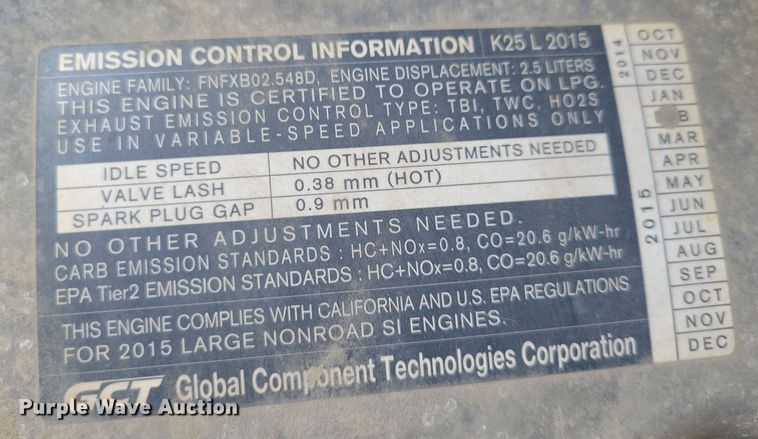 EMISSION CONTROL INFORMATION K25 L 2015
ENGINE FAMILY: FNFXB02.548D, ENGINE DISPLACEMENT: 2.5 LITERS
THIS ENGINE IS CERTIFIED TO OPERATE ON LPG.
EXHAUST EMISSION CONTROL TYPE: TBI, TWC, HO2S
USE IN VARIABLE-SPEED APPLICATIONS ONLY
IDLE SPEED NO OTHER ADJUSTMENTS NEEDED
VALVE LASH 0.38 mm (HOT)
SPARK PLUG GAP 0.9 mm
NO OTHER ADJUSTMENTS NEEDED.
CARB EMISSION STANDARDS : HC+NOx=0.8, CO=20.6 g/kW-hr
EPA Tier2 EMISSION STANDARDS : HC+NOx=0.8, CO=20.6 g/kW-hr
THIS ENGINE COMPLIES WITH CALIFORNIA AND U.S. EPA REGULATIONS
FOR 2015 LARGE NONROAD SI ENGINES.
GCT Global Component Technologies Corporation
2014
OCT
NOV
DEC
2015
JAN
B
MAR
APR
MAY
JUN
JUL
AUG
SEP
OCT
NOV
DEC
Purple Wave Auction